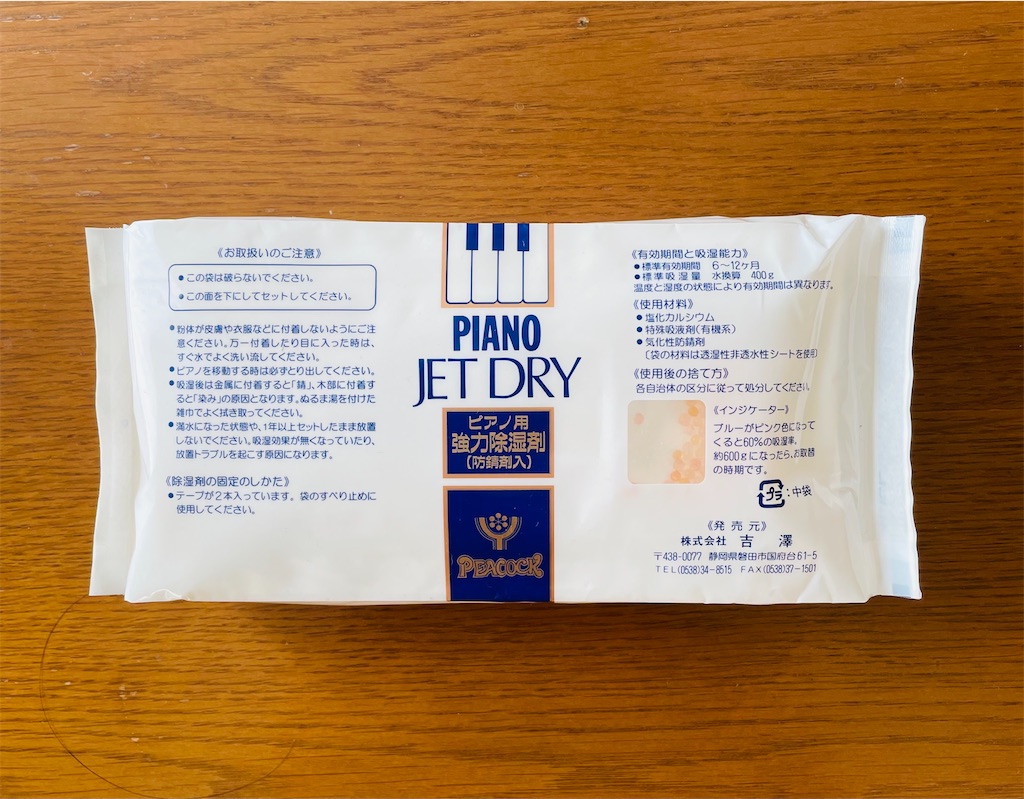 《お取扱いのご注意》
●この袋は破らないでください。
●この面を下にしてセットしてください。
●粉体が皮膚や衣服などに付着しないようにご注
意ください。万一付着したり目に入った時は、
すぐ水でよく洗い流してください。
●ピアノを移動する時は必ずとり出してください。
●吸湿後は金属に付着すると「錆」、木部に付着す
ると「染み」の原因となります。ぬるま湯を付けた
雑巾でよく拭き取ってください。
●満水になった状態や、1年以上セットしたまま放置
しないでください。吸湿効果が無くなっていたり、
放置トラブルを起こす原因になります。
《除湿剤の固定のしかた》
●テープが2本入っています。袋のすべり止めに
使用してください。
PIANO
JET DRY
ピアノ用
強力除湿剤
(防錆剤入)
PEACOCK
《有効期間と吸湿能力》
●標準有効期間 6〜12ヶ月
●標準吸湿量 水換算 400g
温度と湿度の状態により有効期間は異なります。
《使用材料》
●塩化カルシウム
●特殊吸液剤(有機系)
●気化性防錆剤
〔袋の材料は透湿性非透水性シートを使用
《使用後の捨て方》
各自治体の区分に従って処分してください
《インジケーター》
ブルーがピンク色になって
くると60%の吸湿率。
約600gになったら、お取替
の時期です。
プラ:中袋
《発売元》
株式会社 吉澤
〒438-0077 静岡県磐田市国府台61-5
TEL(0538)34-8515 FAX(0538)37-1501